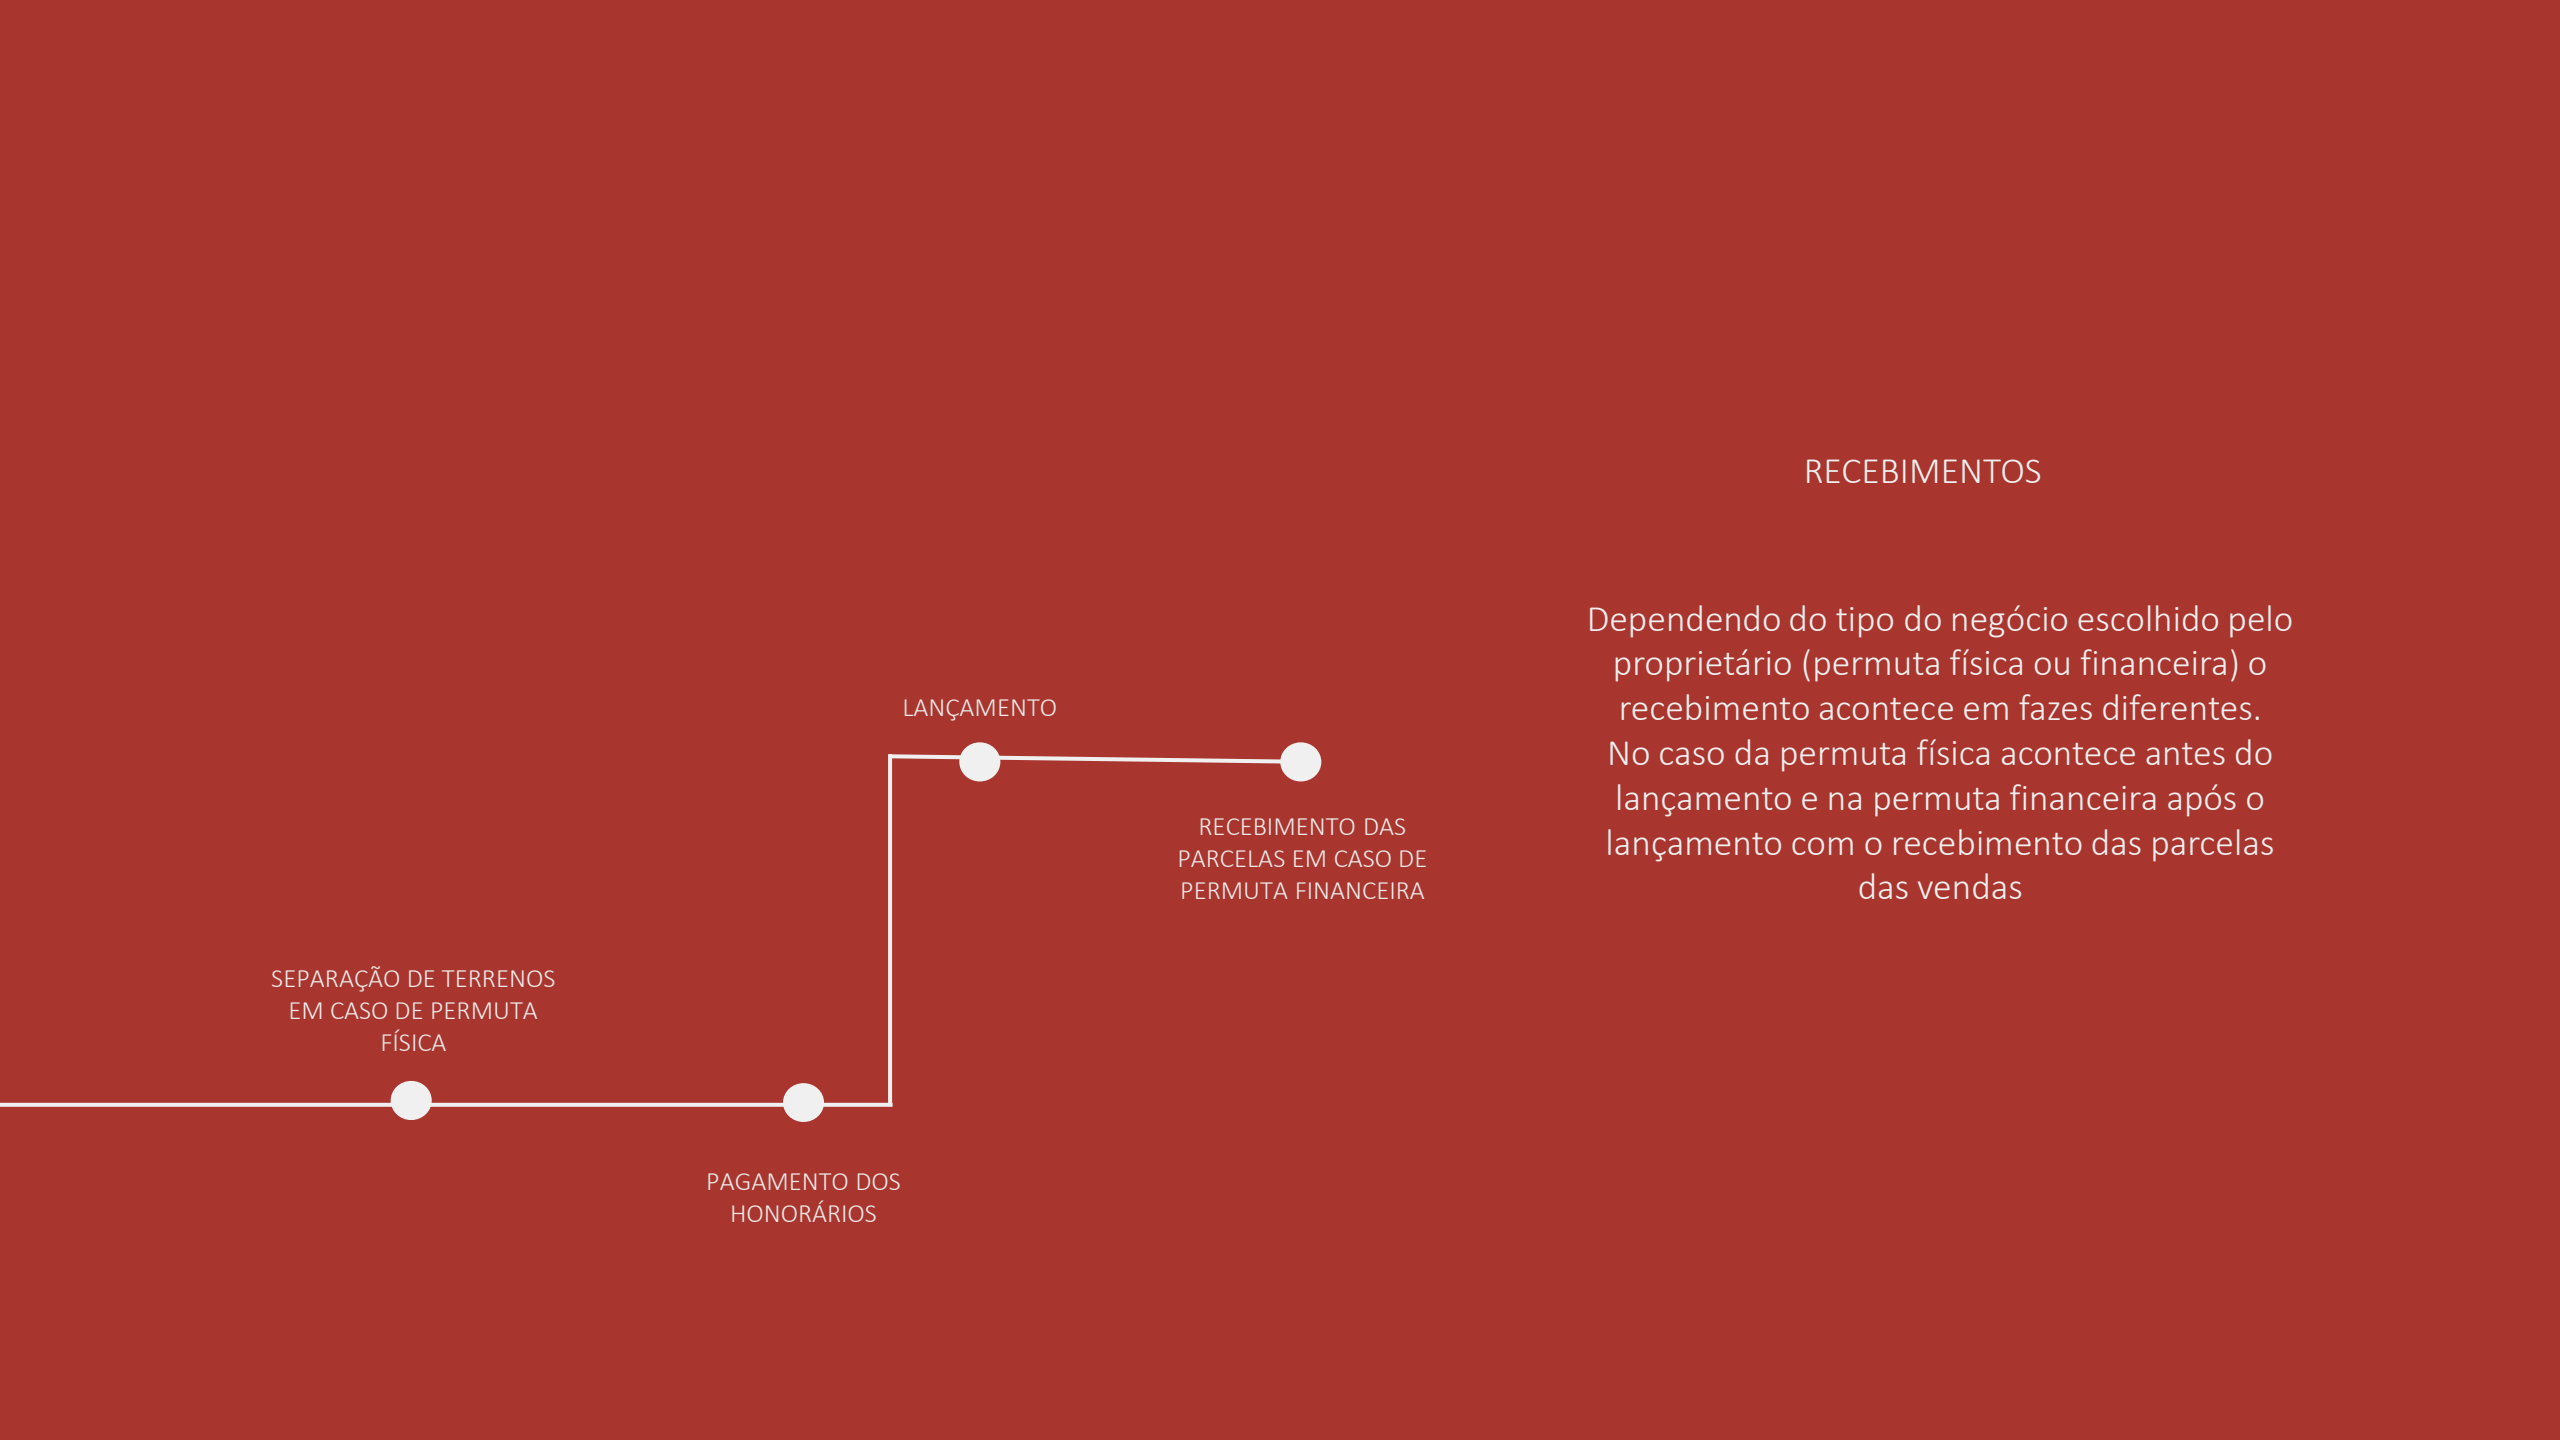 RECEBIMENTOS
Dependendo do tipo do negócio escolhido pelo
proprietário (permuta física ou financeira) o
recebimento acontece em fazes diferentes.
No caso da permuta física acontece antes do
lançamento e na permuta financeira após o
lançamento com o recebimento das parcelas
das vendas
LANÇAMENTO
RECEBIMENTO DAS
PARCELAS EM CASO DE
PERMUTA FINANCEIRA
SEPARAÇÃO DE TERRENOS
EM CASO DE PERMUTA
FÍSICA
PAGAMENTO DOS
HONORÁRIOS